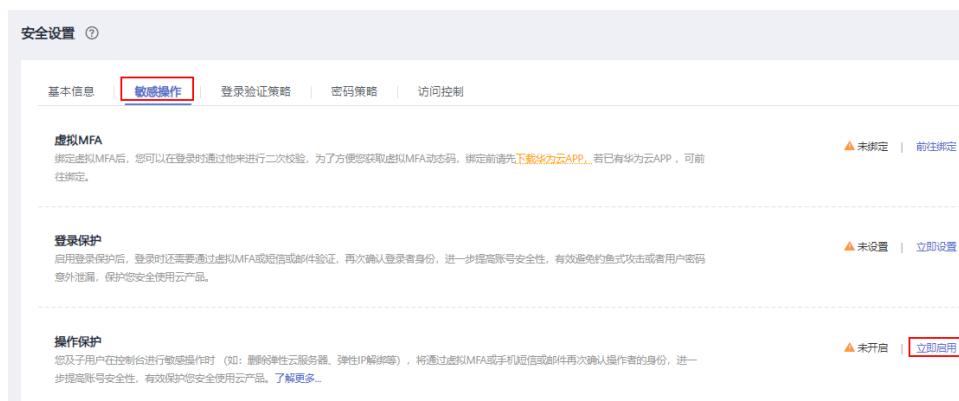 安全设置 ?
基本信息 敏感操作 登录验证策略 密码策略 访问控制
虚拟MFA
绑定虚拟MFA后，您可以在登录时通过他来进行二次校验，为了方便您获取虚拟MFA动态码，绑定前请先下载华为云APP，若已有华为云APP ，可前
往绑定。
未绑定 | 前往绑定
登录保护
启用登录保护后，登录时还需要通过虚拟MFA或短信或邮件验证，再次确认登录者身份，进一步提高账号安全性，有效避免钓鱼式攻击或者用户密码
意外泄漏，保护您安全使用云产品。
未设置 | 立即设置
操作保护
您及子用户在控制台进行敏感操作时 （如：删除弹性云服务器、弹性IP解绑等），将通过虚拟MFA或手机短信或邮件再次确认操作者的身份，进一
步提高账号安全性，有效保护您安全使用云产品。了解更多...
未开启 | 立即启用